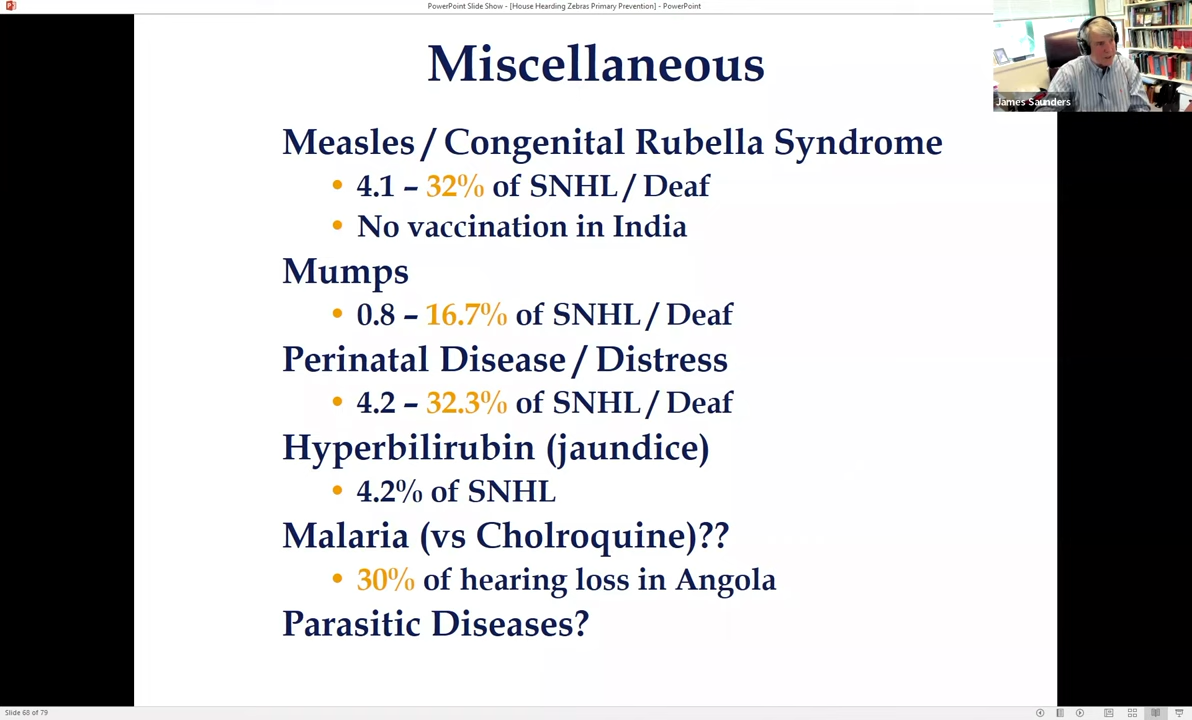 PowerPoint Slide Show - [House Hearding Zebras Primary Prevention] - PowerPoint
Miscellaneous
James Saunders
Measles / Congenital Rubella Syndrome
• 4.1 – 32% of SNHL / Deaf
• No vaccination in India
Mumps
• 0.8 – 16.7% of SNHL / Deaf
Perinatal Disease / Distress
• 4.2 – 32.3% of SNHL / Deaf
Hyperbilirubin (jaundice)
• 4.2% of SNHL
Malaria (vs Cholroquine)??
• 30% of hearing loss in Angola
Parasitic Diseases?
Slide 68 of 79